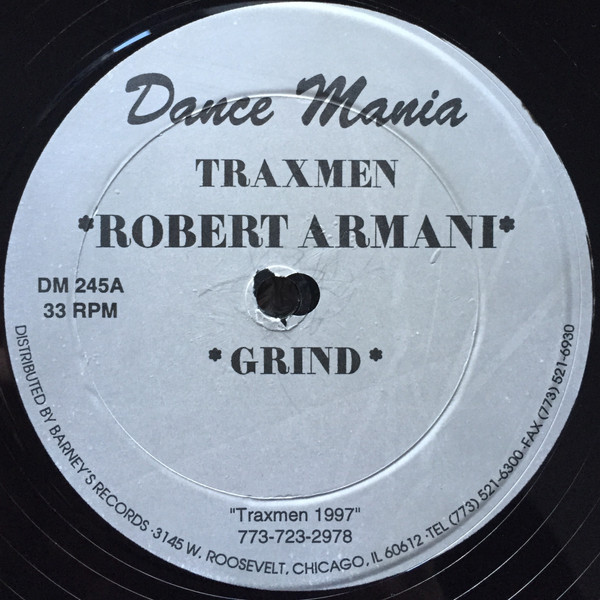 Dance Mania
TRAXMEN
*ROBERT ARMANI*
DM 245A
33 RPM
*GRIND*
"Traxmen 1997"
773-723-2978
DISTRIBUTED BY BARNEY'S RECORDS ·3145 W. ROOSEVELT, CHICAGO, IL 60612 ·TEL (773) 521-6300 ·FAX (773) 521-6930